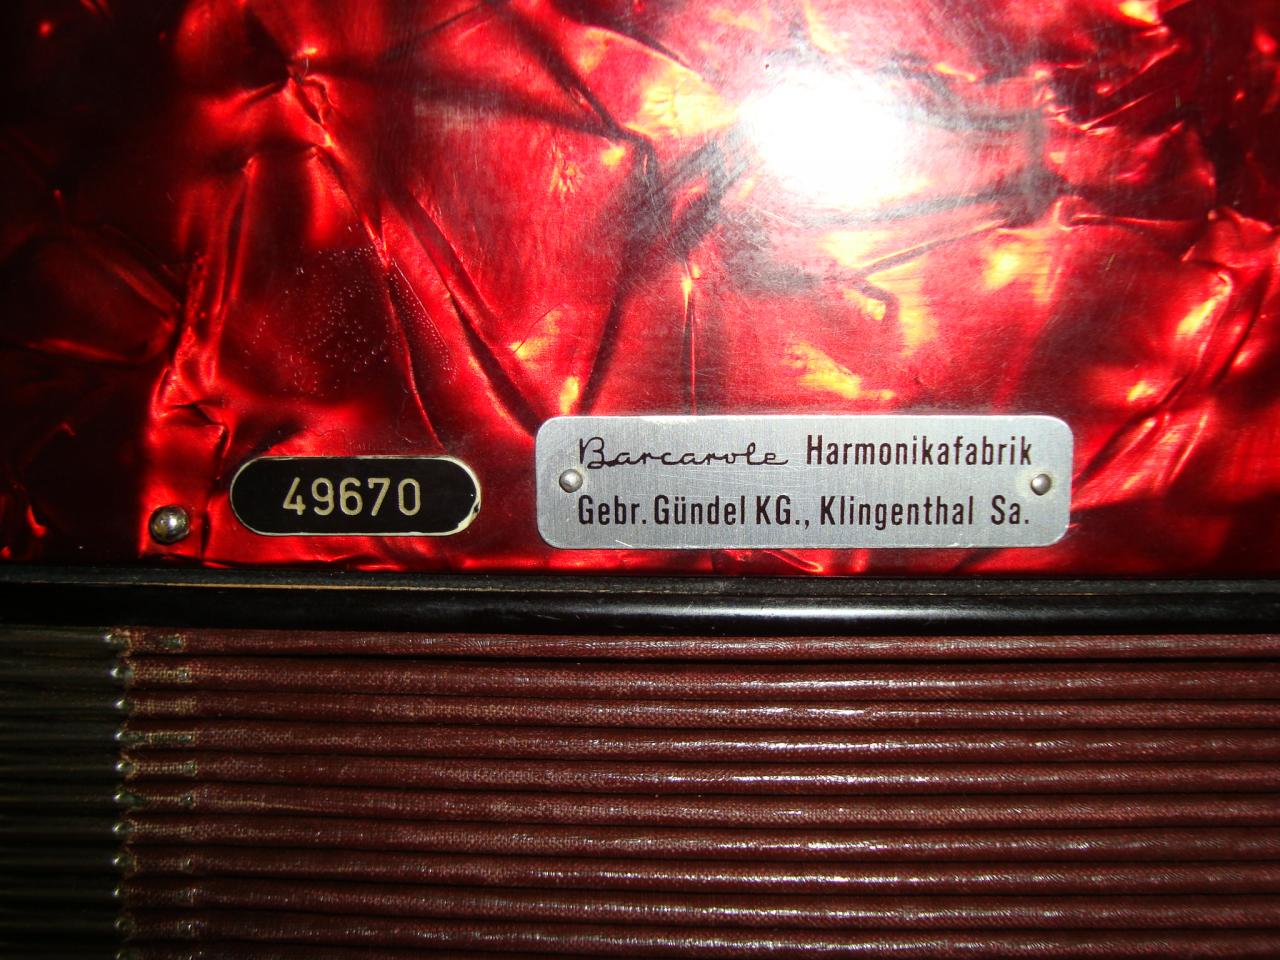 49670
Barcarole Harmonikafabrik
Gebr. Gündel KG., Klingenthal Sa.